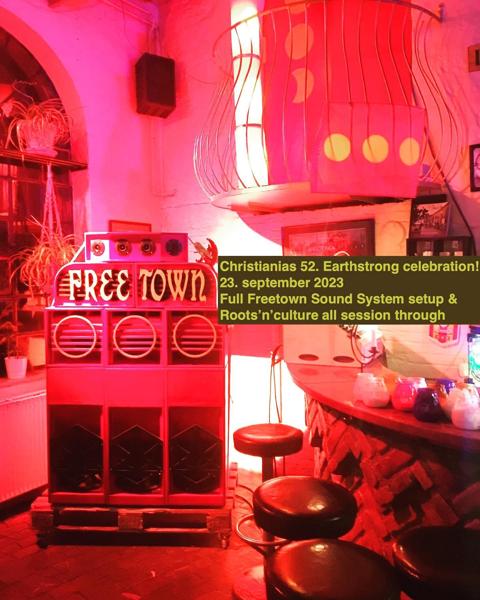 FREE TOWN
Christianias 52. Earthstrong celebration!
23. september 2023
Full Freetown Sound System setup &
Roots'n'culture all session through